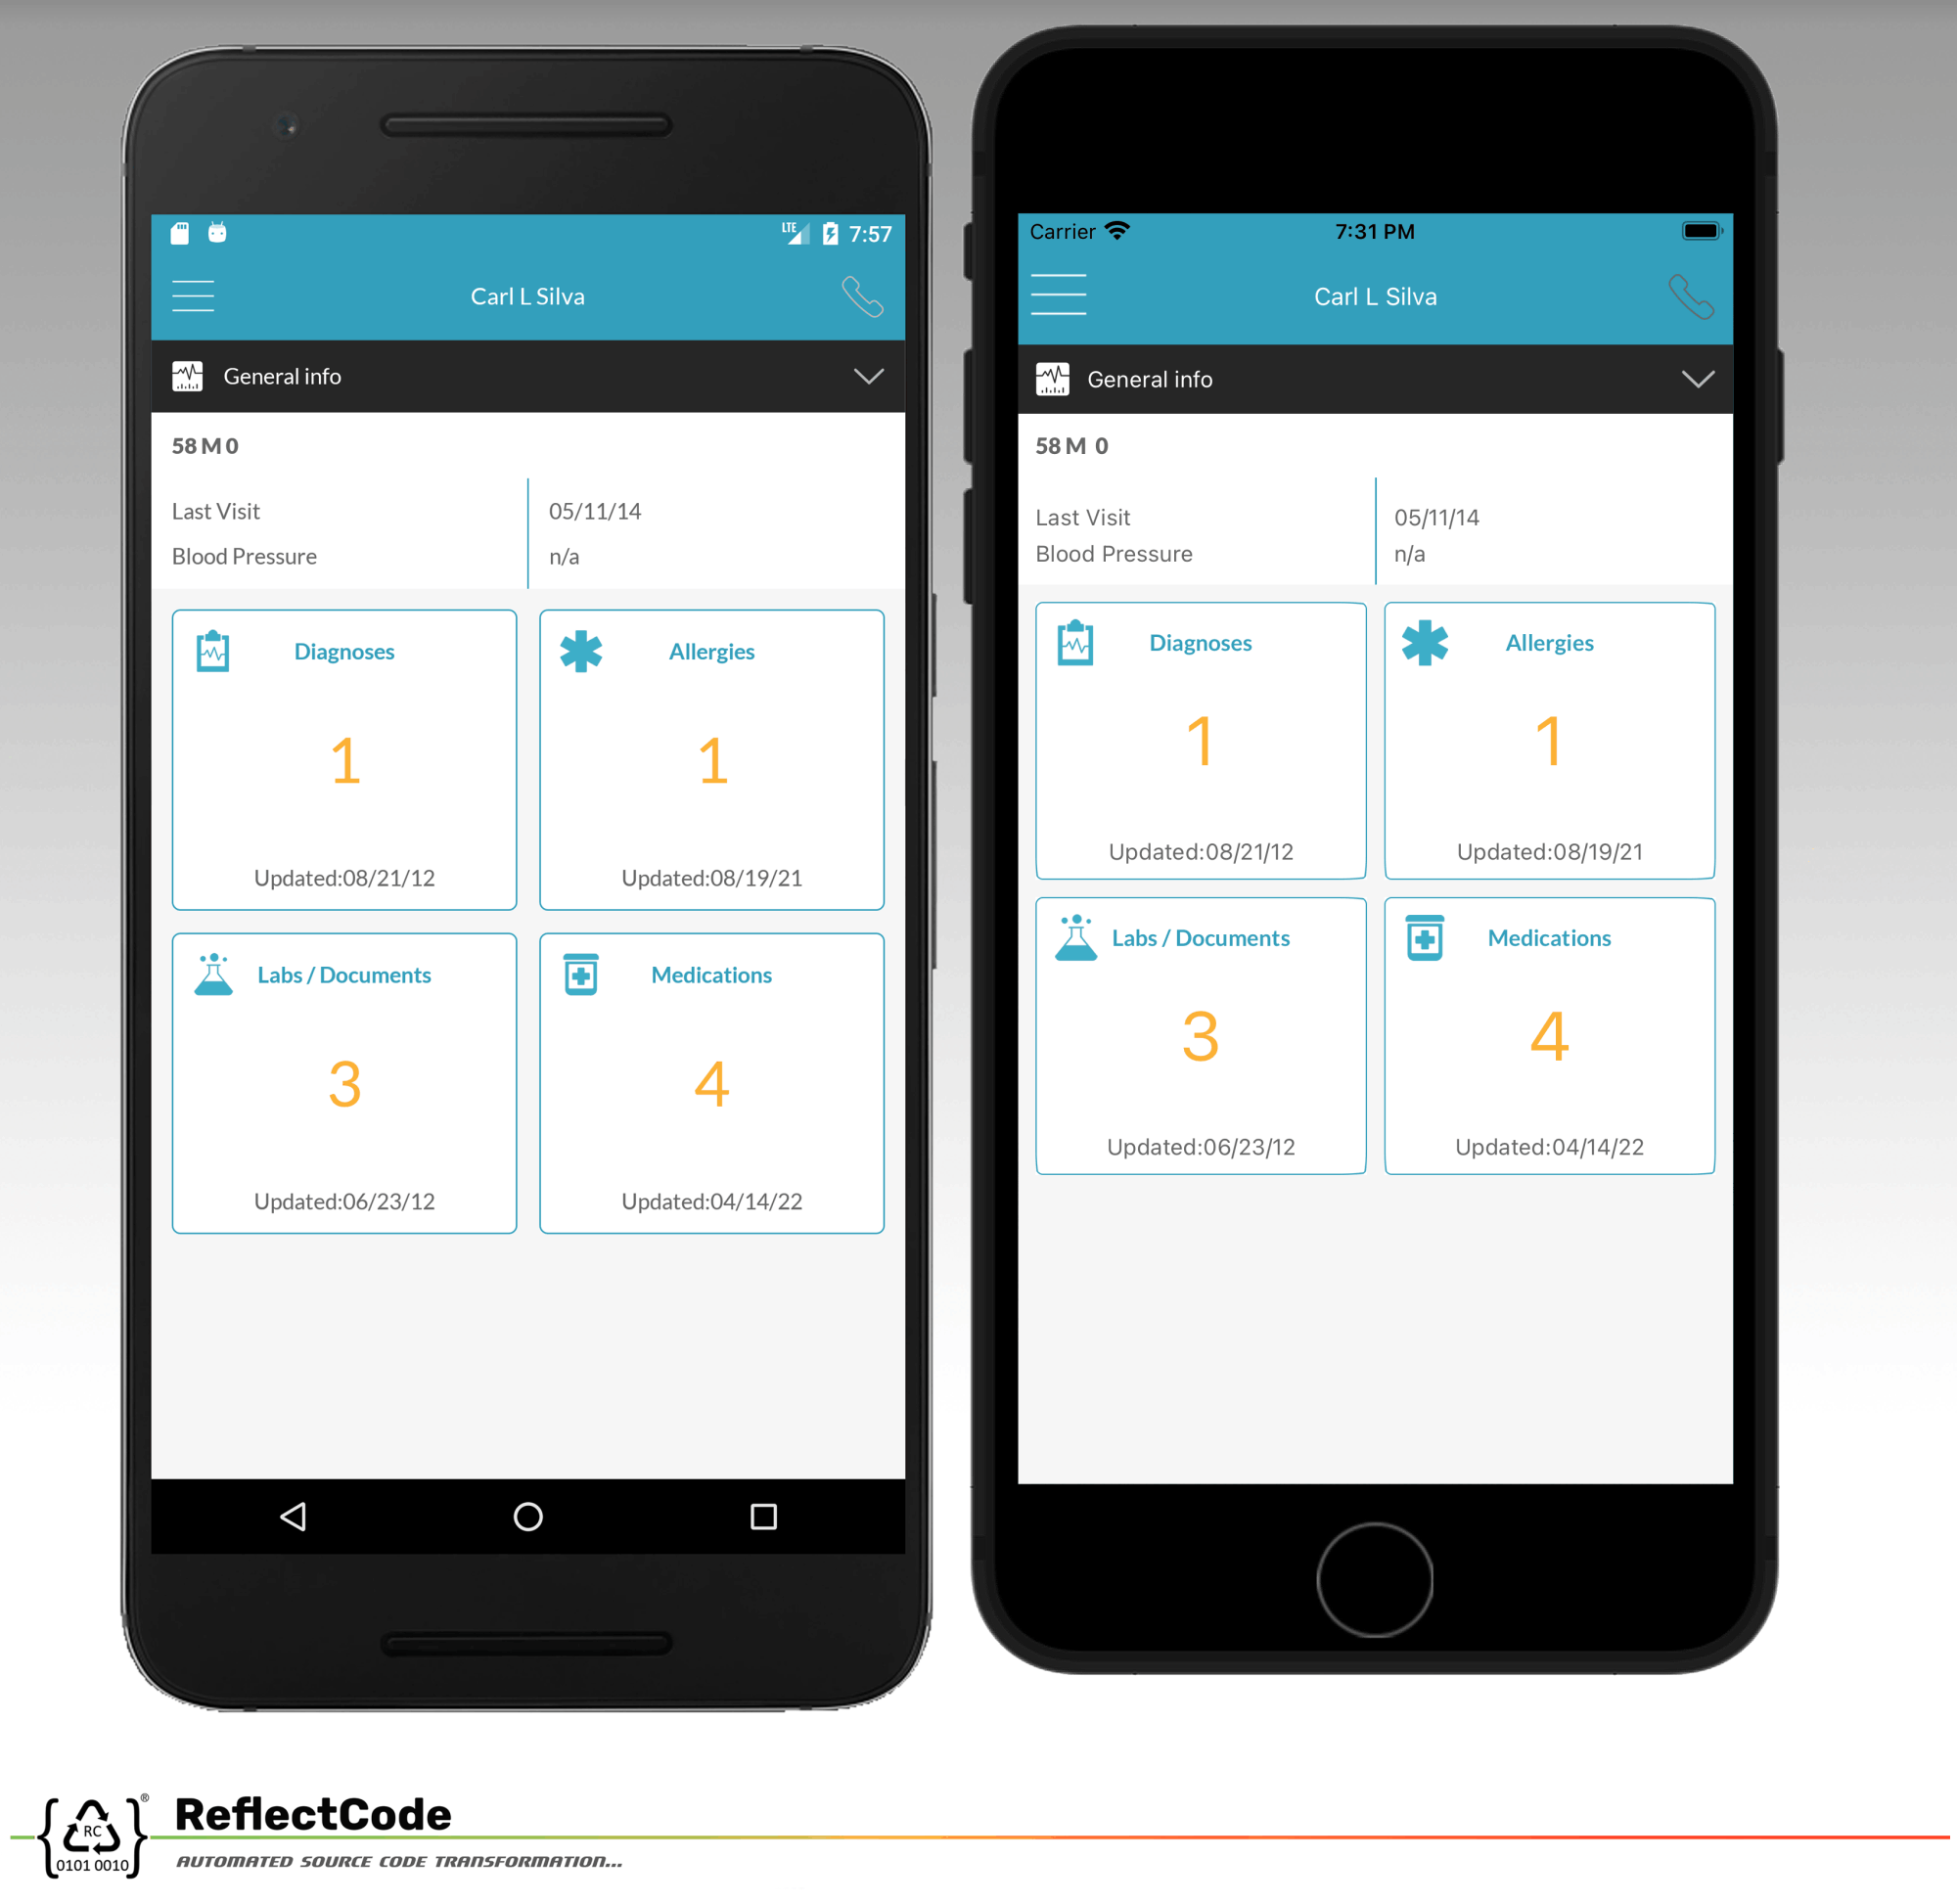 LTE 7:57
Carl L Silva
General info
58 M 0
Last Visit 05/11/14
Blood Pressure n/a
Diagnoses
1
Updated:08/21/12
Allergies
1
Updated:08/19/21
Labs / Documents
3
Updated:06/23/12
Medications
4
Updated:04/14/22
Carrier 7:31 PM
Carl L Silva
General info
58 M 0
Last Visit 05/11/14
Blood Pressure n/a
Diagnoses
1
Updated:08/21/12
Allergies
1
Updated:08/19/21
Labs / Documents
3
Updated:06/23/12
Medications
4
Updated:04/14/22
{RC}®
0101 0010
ReflectCode
AUTOMATED SOURCE CODE TRANSFORMATION...